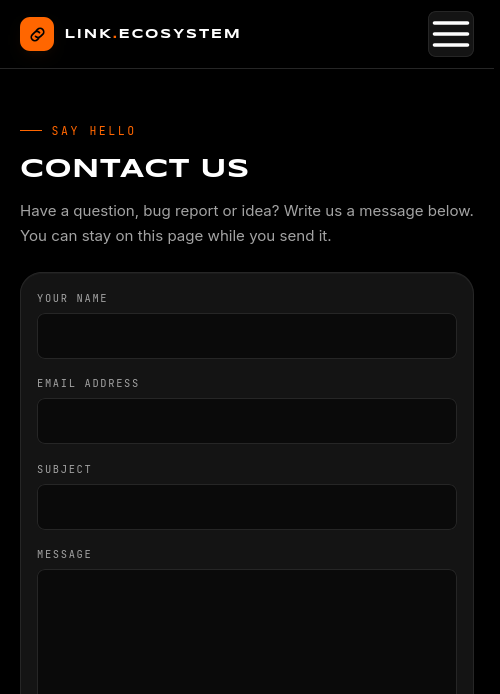 LINK.ECOSYSTEM
SAY HELLO
CONTACT US
Have a question, bug report or idea? Write us a message below.
You can stay on this page while you send it.
YOUR NAME
EMAIL ADDRESS
SUBJECT
MESSAGE